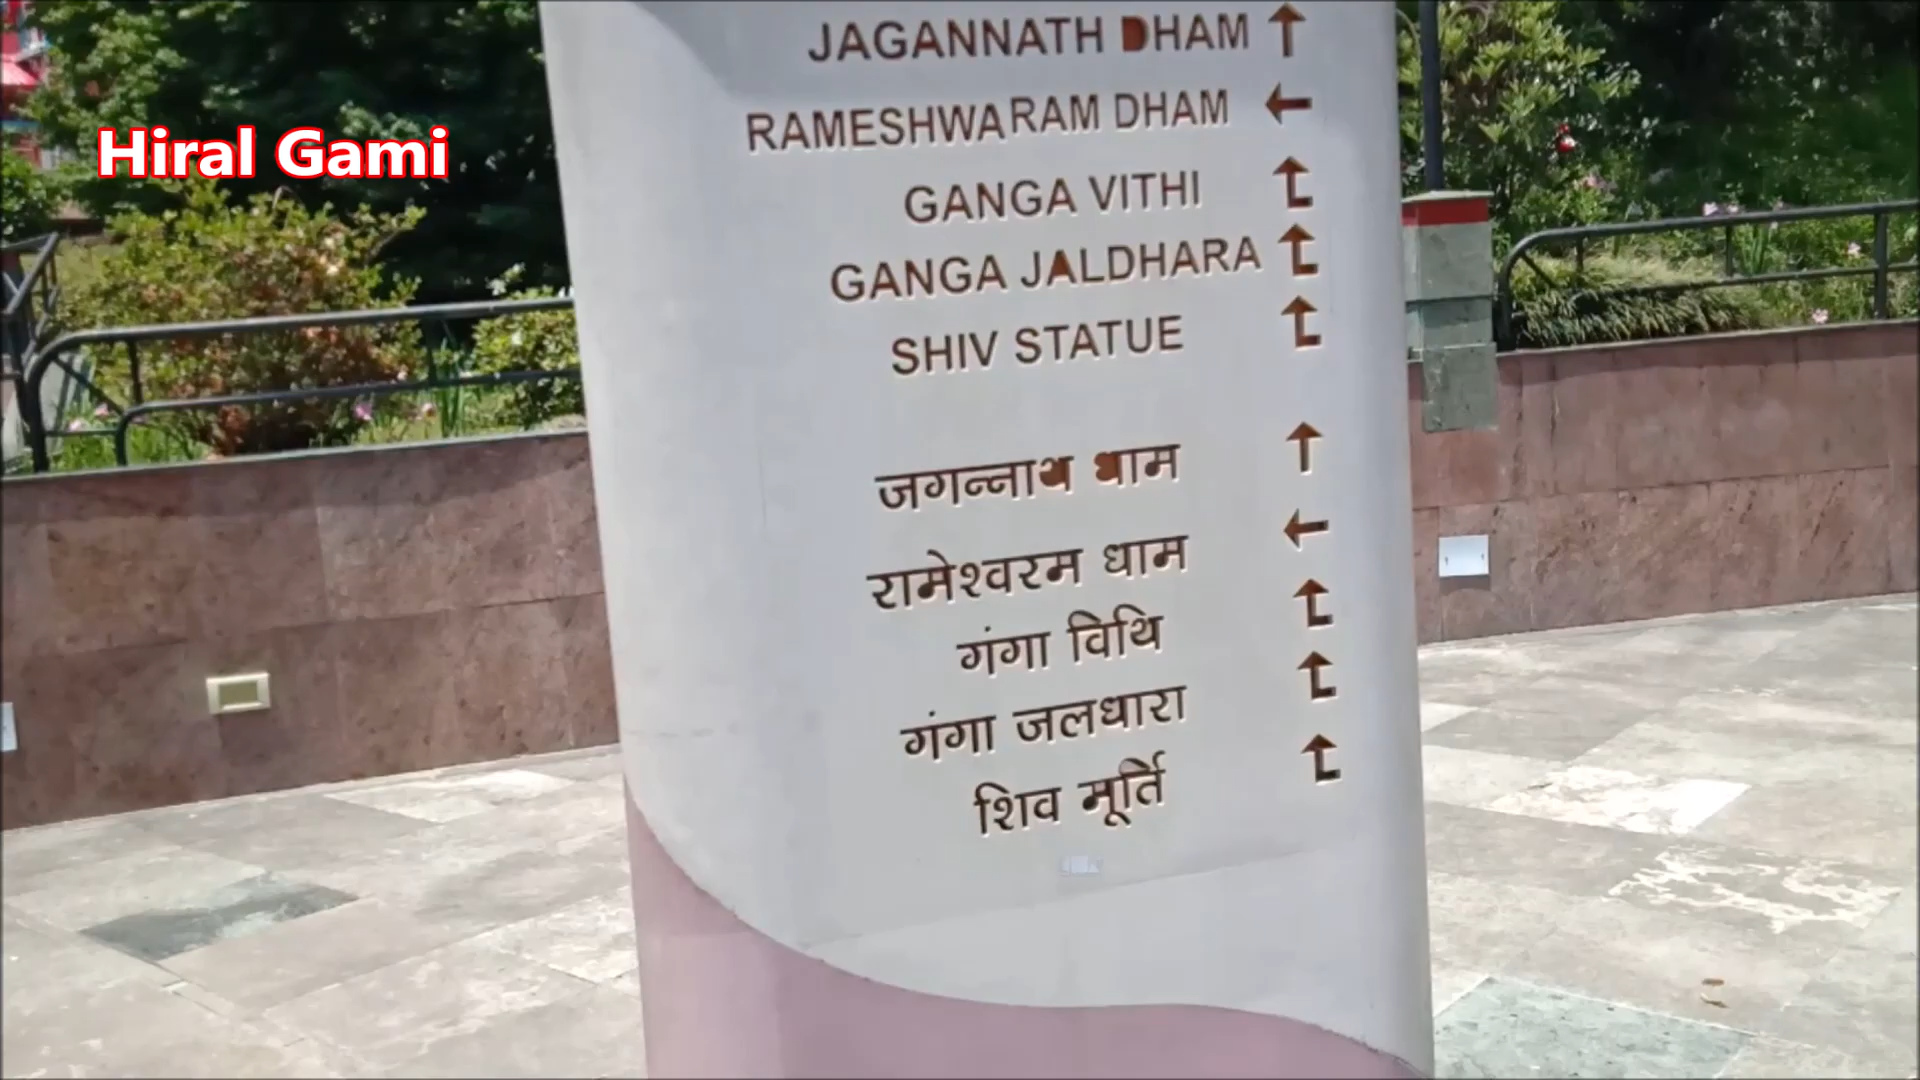 Hiral Gami
JAGANNATH DHAM ↑
RAMESHWARAM DHAM ←
GANGA VITHI
GANGA JALDHARA
SHIV STATUE
जगन्नाथ धाम ↑
रामेश्वरम धाम ←
गंगा विथि
गंगा जलधारा
शिव मूर्ति